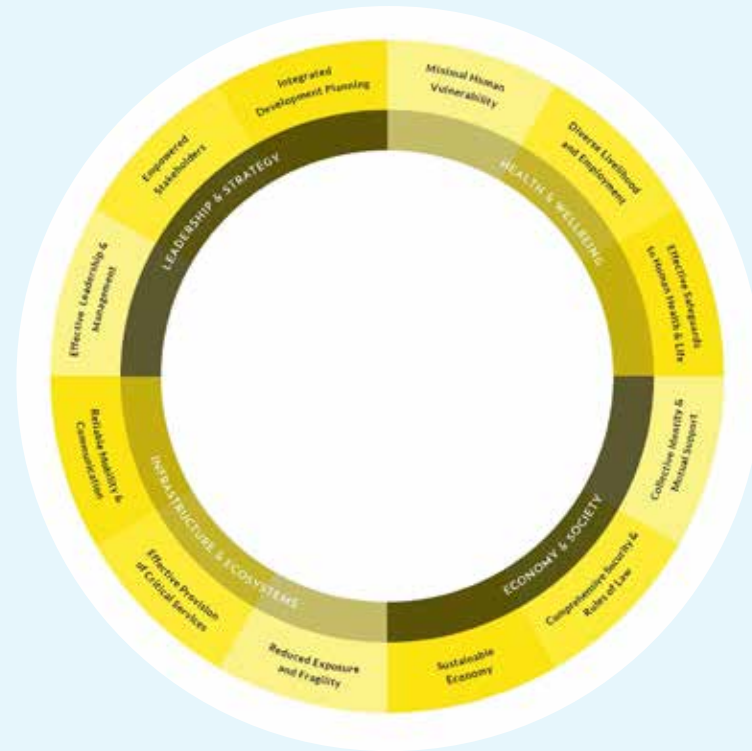 Minimal Human
Vulnerability
Diverse Livelihood
and Employment
Effective Safeguards
to Human Health & Life
HEALTH & WELLBEING
Collective Identity &
Mutual Support
Comprehensive Security &
Rules of Law
Sustainable
Economy
ECONOMY & SOCIETY
Reduced Exposure
and Fragility
Effective Provision
of Critical Services
Reliable Mobility &
Communication
INFRASTRUCTURE & ECOSYSTEMS
Effective Leadership &
Management
Empowered
Stakeholders
Integrated
Development Planning
LEADERSHIP & STRATEGY